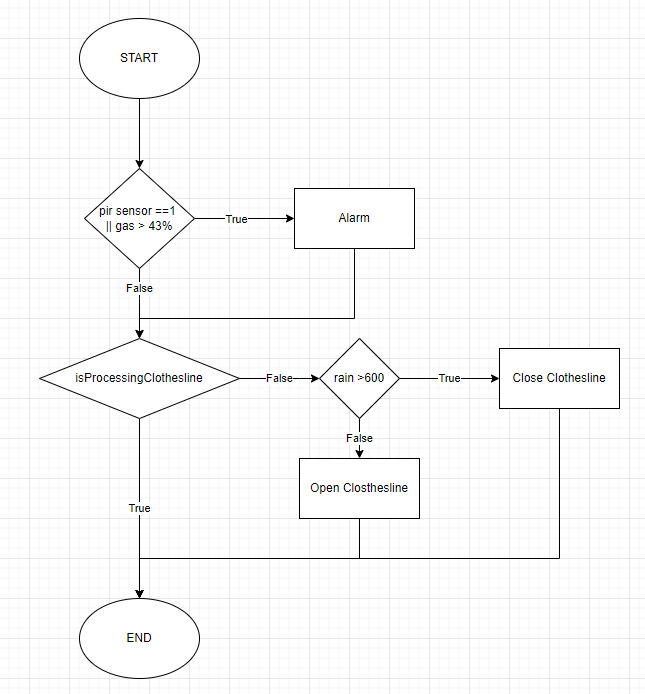 START
pir sensor ==1
|| gas > 43%
True
Alarm
False
isProcessingClothesline
False
rain >600
True
Close Clothesline
False
Open Closthesline
True
END